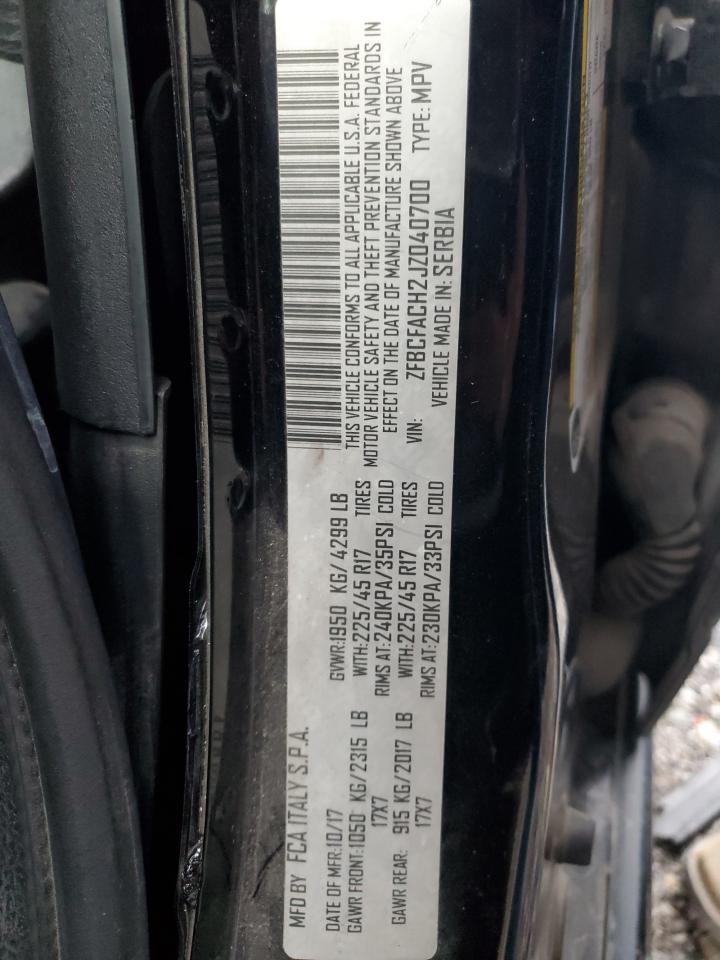 MFD BY FCA ITALY S.P.A.
DATE OF MFR:10/17 GVWR:1950 KG/4299 LB
GAWR FRONT:1050 KG/2315 LB WITH:225/45 R17 TIRES
17X7 RIMS AT:240KPA/35PSI COLD
GAWR REAR: 915 KG/2017 LB WITH:225/45 R17 TIRES
17X7 RIMS AT:230KPA/33PSI COLD
THIS VEHICLE CONFORMS TO ALL APPLICABLE U.S.A. FEDERAL
MOTOR VEHICLE SAFETY AND THEFT PREVENTION STANDARDS IN
EFFECT ON THE DATE OF MANUFACTURE SHOWN ABOVE
VIN: ZFBCFACH2JZ040700 TYPE: MPV
VEHICLE MADE IN: SERBIA